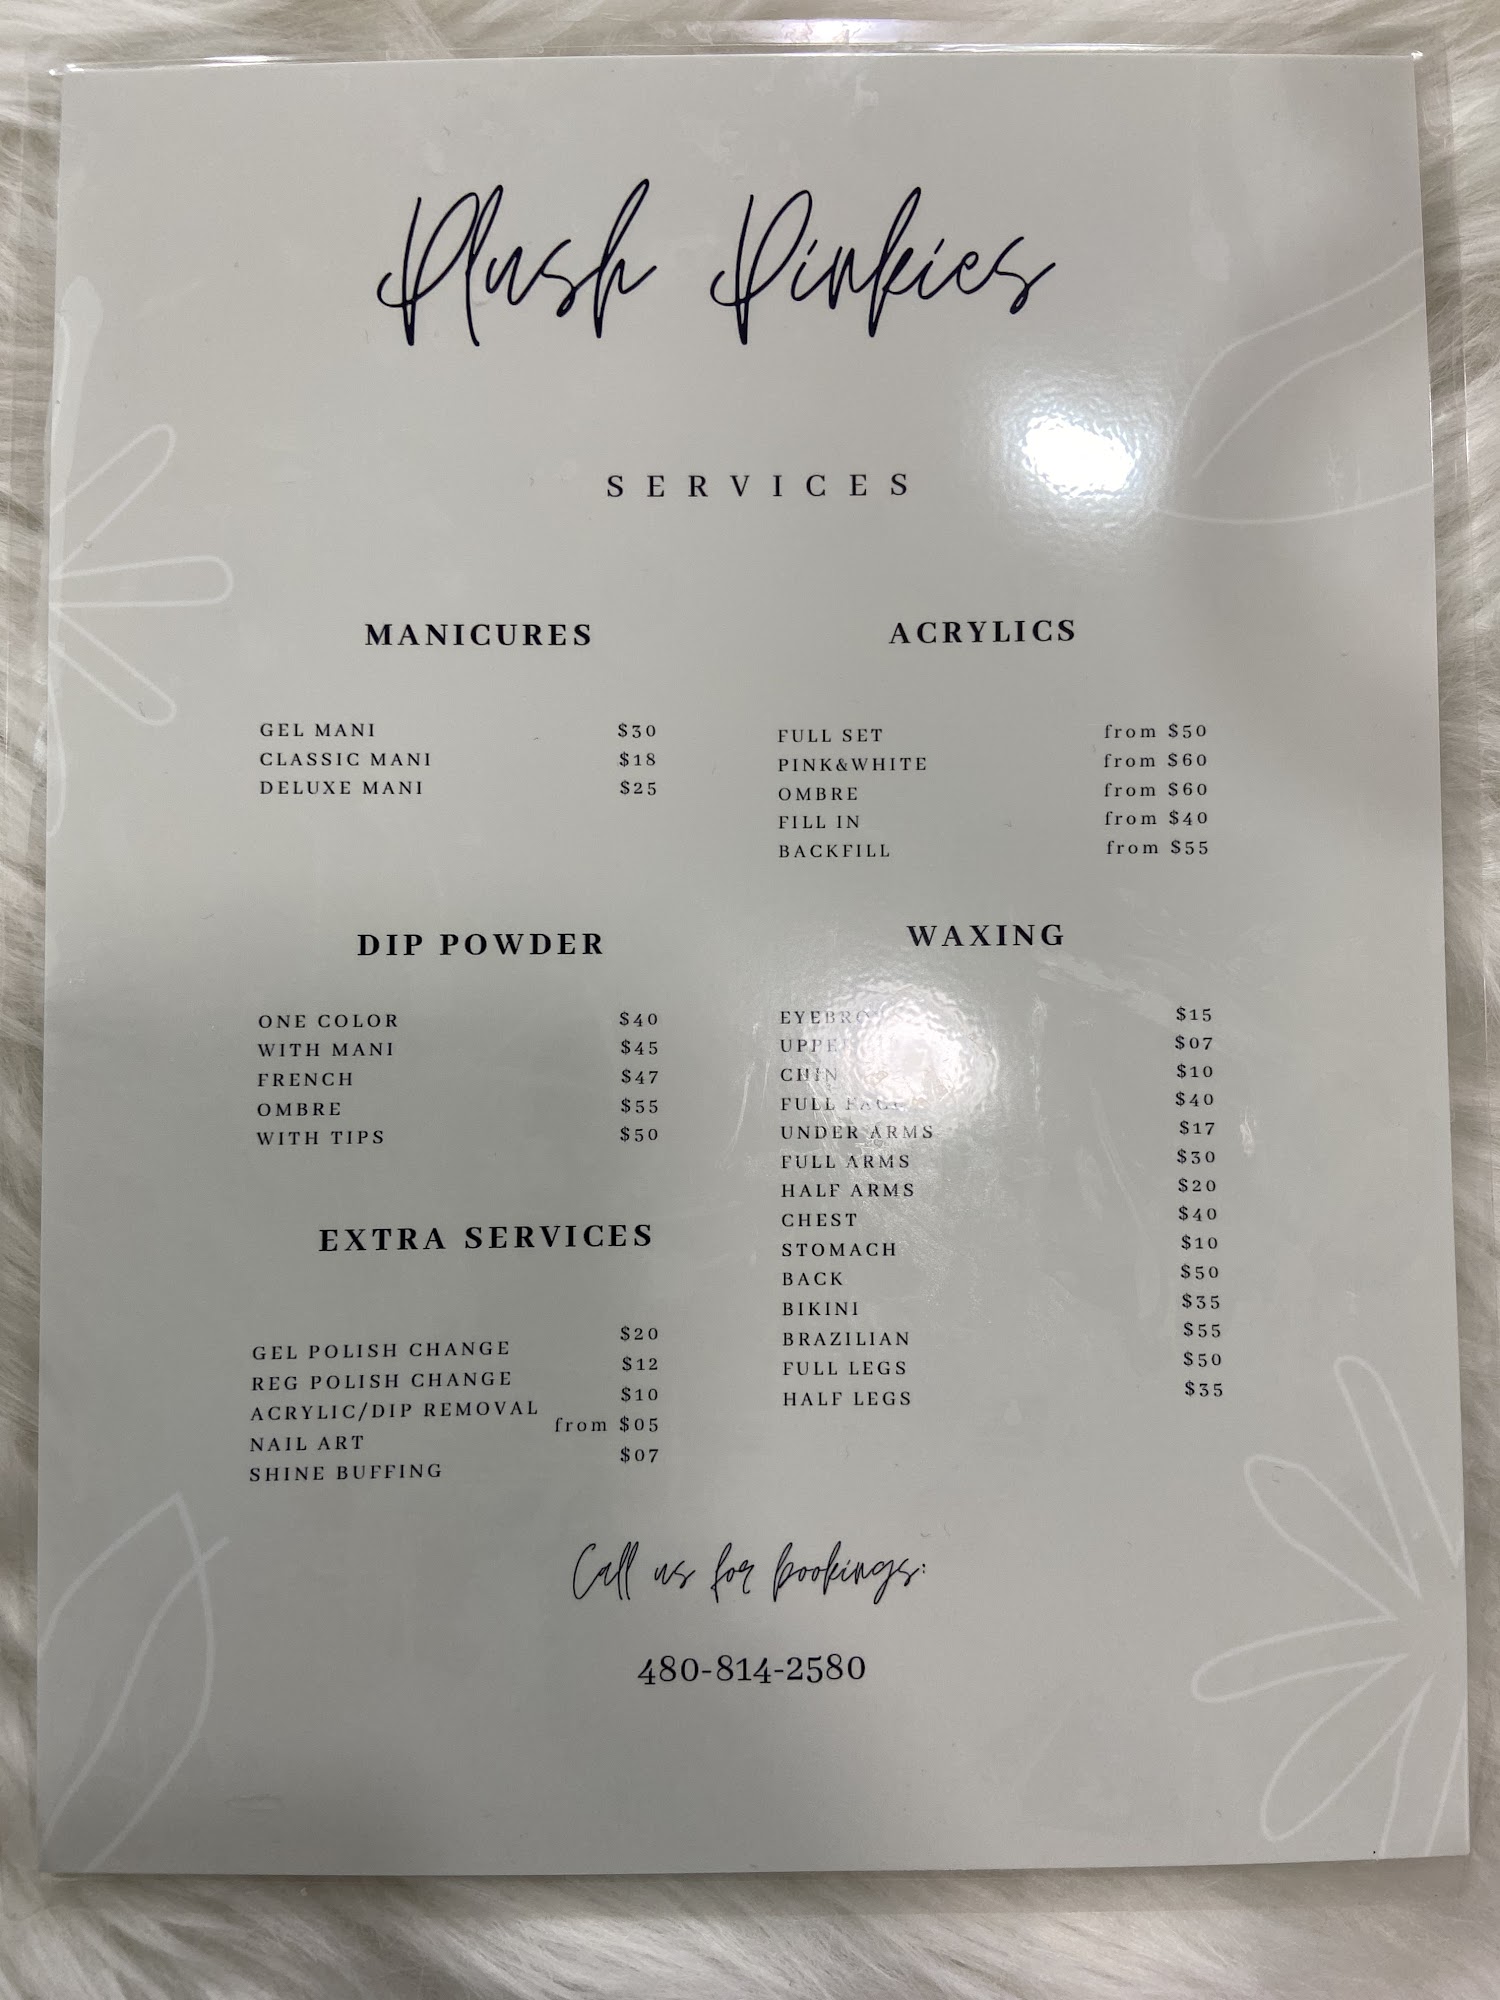 Plush Pinkies
SERVICES
MANICURES
GEL MANI $30
CLASSIC MANI $18
DELUXE MANI $25
DIP POWDER
ONE COLOR $40
WITH MANI $45
FRENCH $47
OMBRE $55
WITH TIPS $50
EXTRA SERVICES
GEL POLISH CHANGE $20
REG POLISH CHANGE $12
ACRYLIC/DIP REMOVAL $10
NAIL ART from $05
SHINE BUFFING $07
ACRYLICS
FULL SET from $50
PINK&WHITE from $60
OMBRE from $60
FILL IN from $40
BACKFILL from $55
WAXING
$15
$07
CHIN $10
FULL FACE $40
UNDER ARMS $17
FULL ARMS $30
HALF ARMS $20
CHEST $40
STOMACH $10
BACK $50
BIKINI $35
BRAZILIAN $55
FULL LEGS $50
HALF LEGS $35
Call us for bookings:
480-814-2580